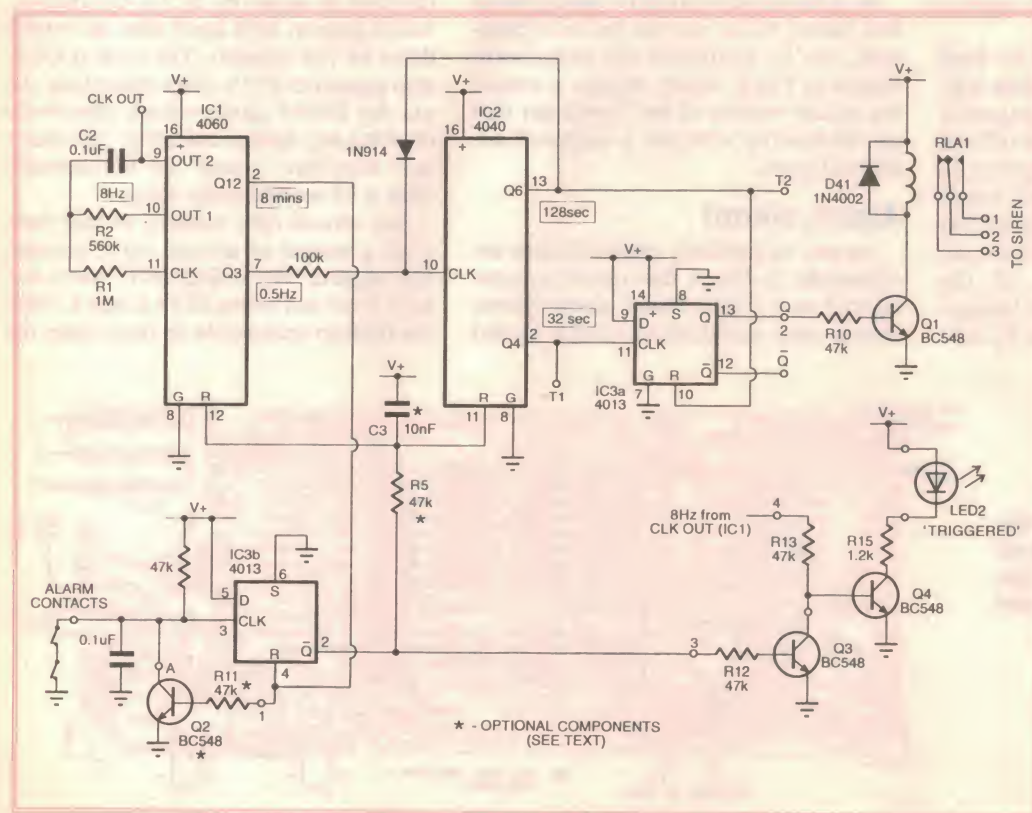 V+
CLK OUT
C2
0.1uF
16
+
IC1
4060
9
OUT 2
8Hz
10
OUT 1
R2
560k
11
CLK
R1
1M
Q12
2
8 mins
Q3
7
0.5Hz
100k
G
8
R
12
1N914
V+
16
+
IC2
4040
Q6
13
128sec
T2
10
CLK
32 sec
Q4
2
T1
R
11
G
8
V+
C3
*
10nF
R5
47k
*
V+
14
+
9
D
8
S
11
CLK
Q
13
Q̅
12
G
7
R
10
IC3a
4013
Q
2
Q̅
R10
47k
Q1
BC548
V+
D41
1N4002
RLA1
1
2
3
TO SIREN
V+
47k
ALARM
CONTACTS
0.1uF
A
Q2
BC548
*
R11
47k
*
1
IC3b
4013
6
S
5
D
3
CLK
Q̅
2
R
4
8Hz from
CLK OUT (IC1)
4
R13
47k
3
R12
47k
Q3
BC548
R15
1.2k
Q4
BC548
V+
LED2
'TRIGGERED'
* - OPTIONAL COMPONENTS
(SEE TEXT)